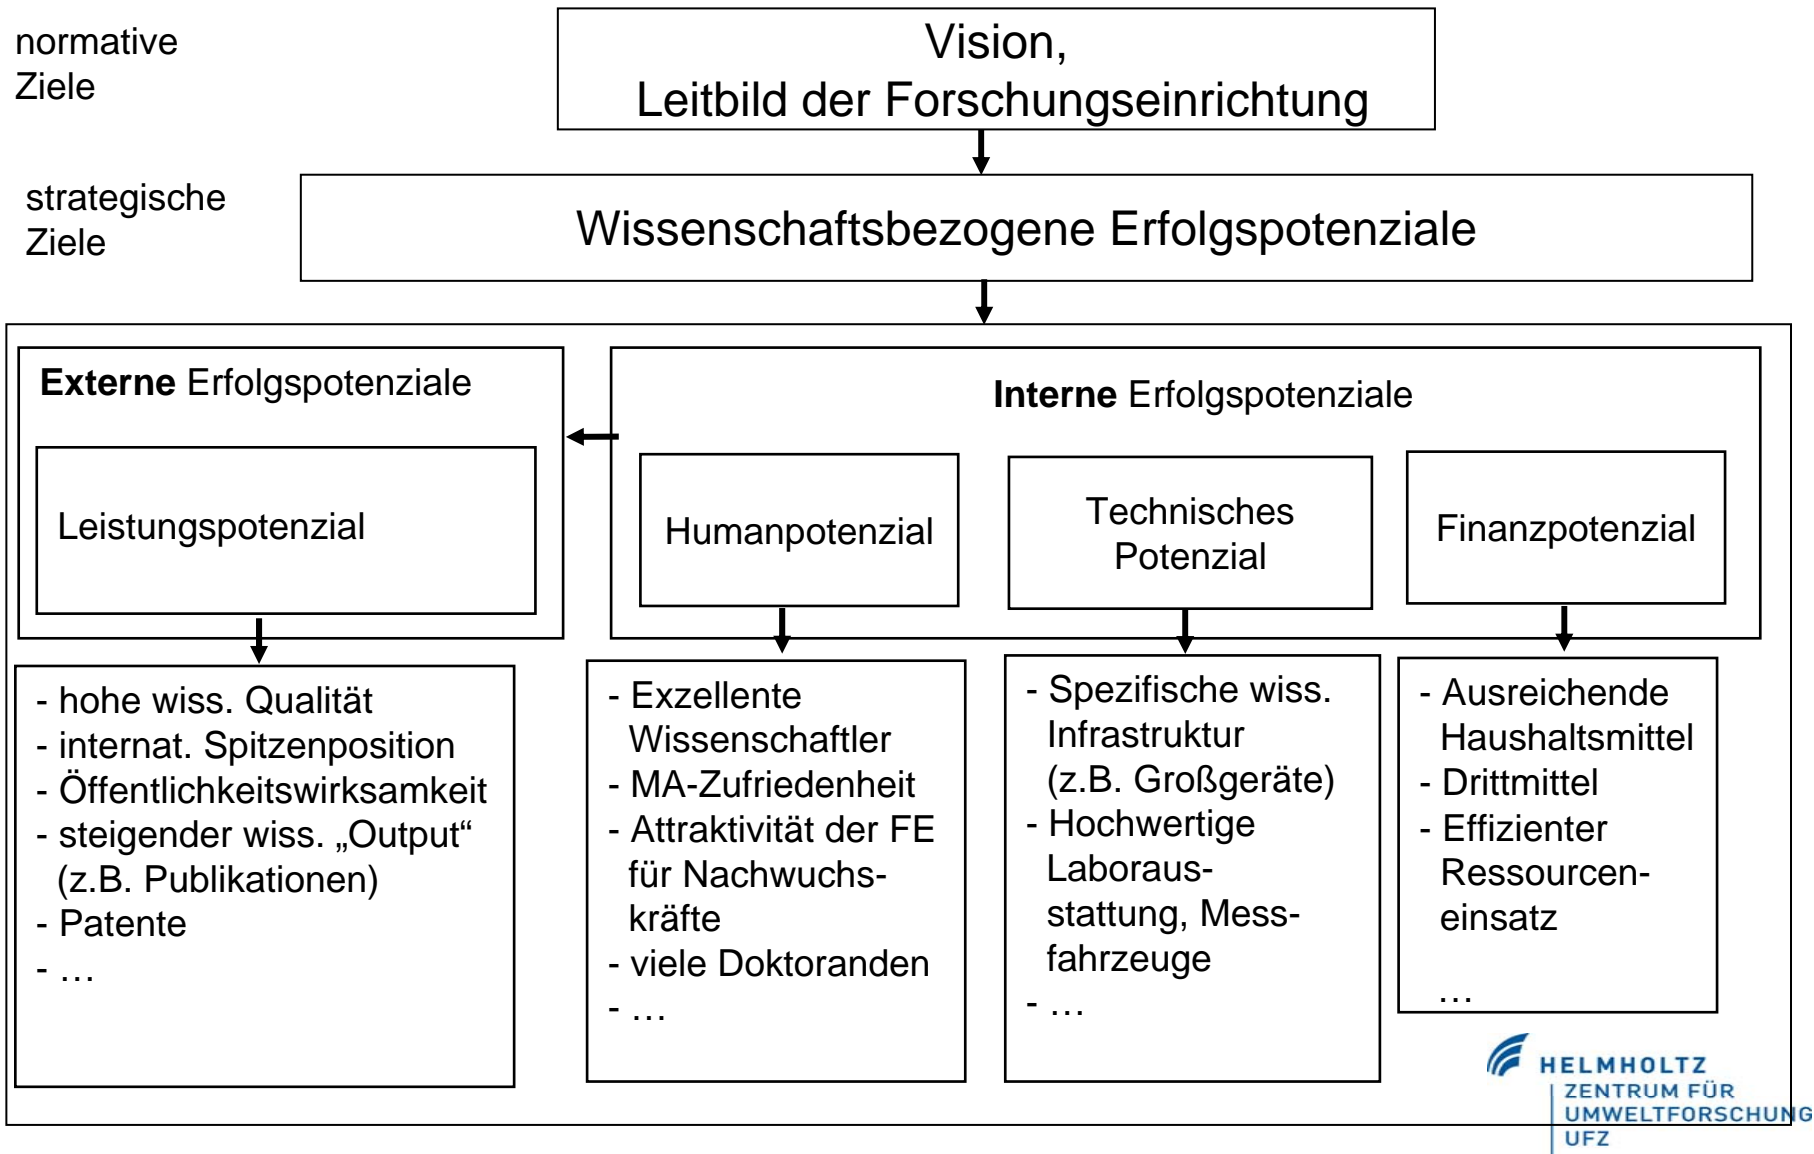 normative
Ziele
Vision,
Leitbild der Forschungseinrichtung
strategische
Ziele
Wissenschaftsbezogene Erfolgspotenziale
Externe Erfolgspotenziale
Leistungspotenzial
- hohe wiss. Qualität
- internat. Spitzenposition
- Öffentlichkeitswirksamkeit
- steigender wiss. „Output“
(z.B. Publikationen)
- Patente
- …
Interne Erfolgspotenziale
Humanpotenzial
- Exzellente
Wissenschaftler
- MA-Zufriedenheit
- Attraktivität der FE
für Nachwuchs-
kräfte
- viele Doktoranden
- …
Technisches
Potenzial
- Spezifische wiss.
Infrastruktur
(z.B. Großgeräte)
- Hochwertige
Laboraus-
stattung, Mess-
fahrzeuge
- …
Finanzpotenzial
- Ausreichende
Haushaltsmittel
- Drittmittel
- Effizienter
Ressourcen-
einsatz
…
HELMHOLTZ
ZENTRUM FÜR
UMWELTFORSCHUNG
UFZ